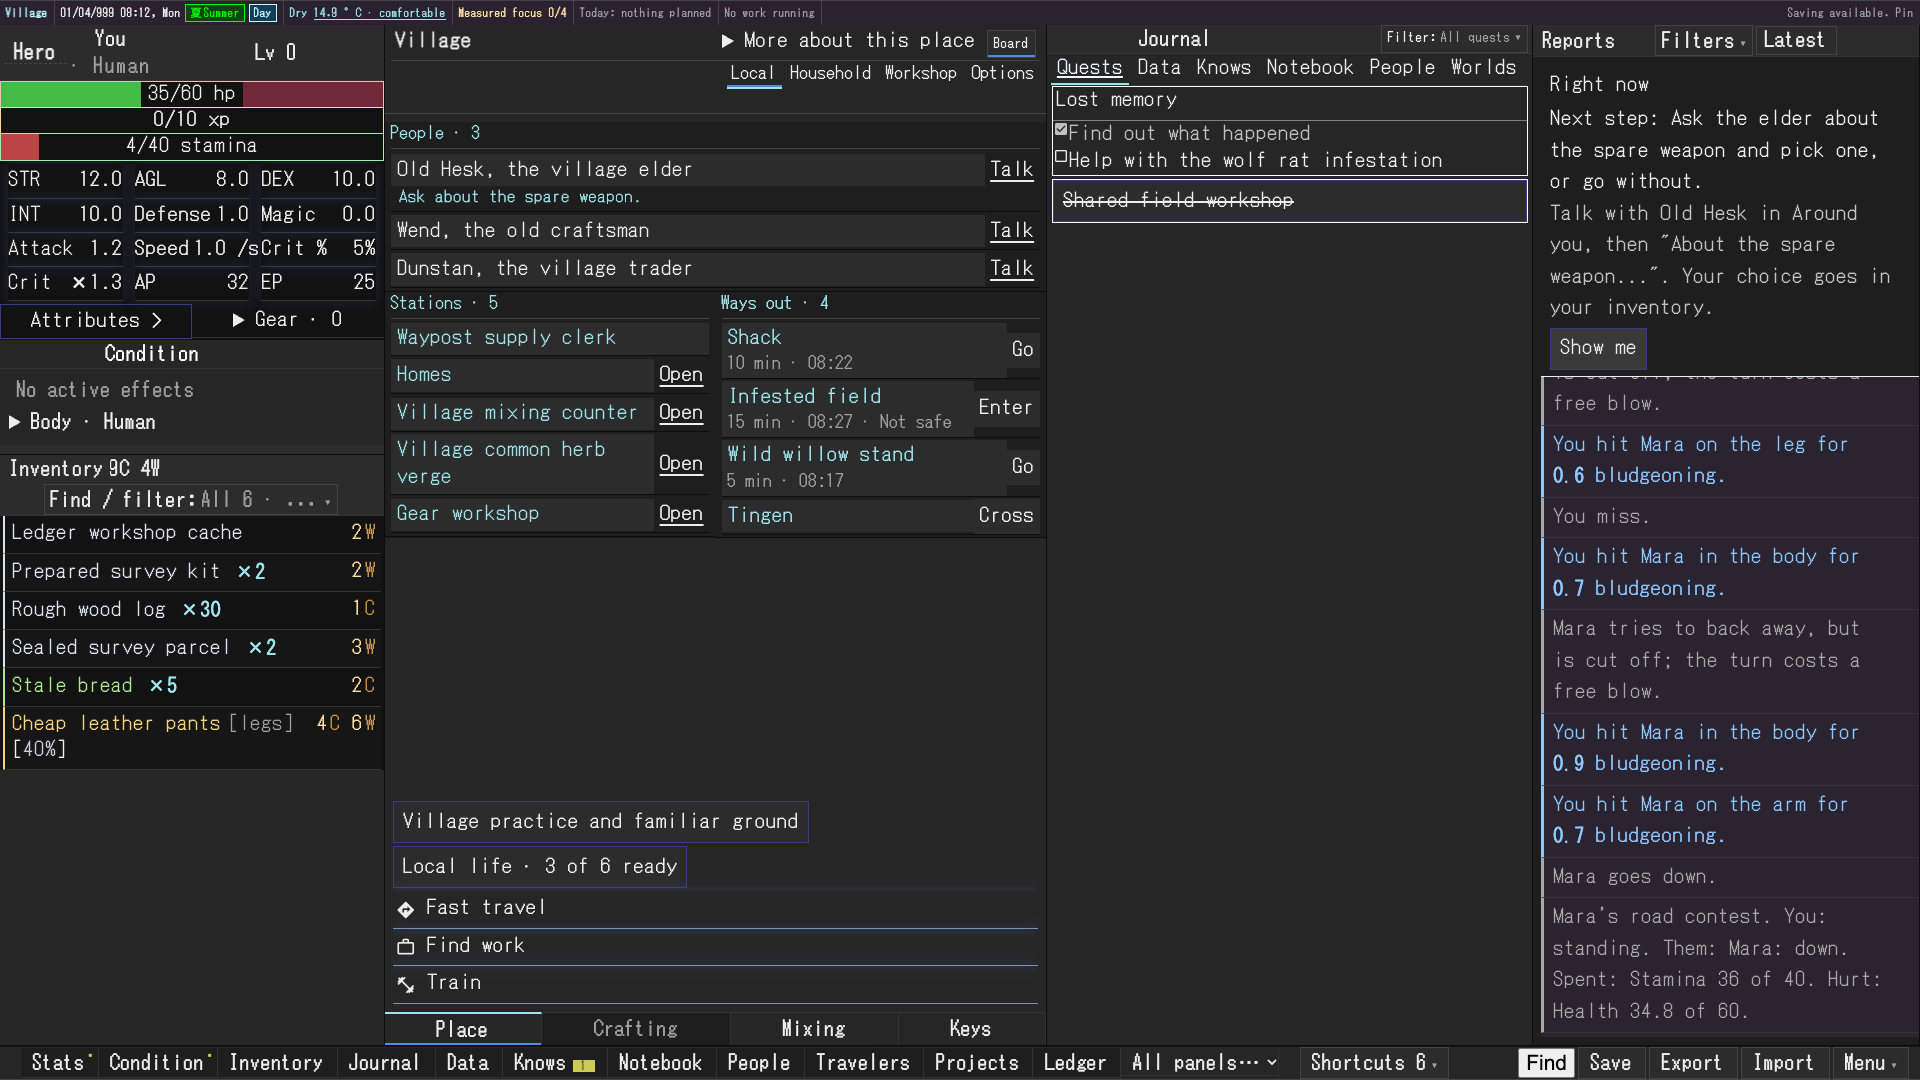 Village 01/04/999 08:12, Mon 夏Summer Day Dry 14.9 ° C · comfortable Measured focus 0/4 Today: nothing planned No work running Saving available. Pin
Hero · You Human Lv 0
35/60 hp
0/10 xp
4/40 stamina
STR 12.0 AGL 8.0 DEX 10.0
INT 10.0 Defense 1.0 Magic 0.0
Attack 1.2 Speed 1.0 /s Crit % 5%
Crit ×1.3 AP 32 EP 25
Attributes > ▶ Gear · 0
Condition
No active effects
▶ Body · Human
Inventory 9C 4W
Find / filter: All 6 · ... ▾
Ledger workshop cache 2W
Prepared survey kit ×2 2W
Rough wood log ×30 1C
Sealed survey parcel ×2 3W
Stale bread ×5 2C
Cheap leather pants [legs] 4C 6W
[40%]
Village ▶ More about this place Board
Local Household Workshop Options
People · 3
Old Hesk, the village elder Talk
Ask about the spare weapon.
Wend, the old craftsman Talk
Dunstan, the village trader Talk
Stations · 5
Waypost supply clerk
Homes Open
Village mixing counter Open
Village common herb verge Open
Gear workshop Open
Ways out · 4
Shack
10 min · 08:22 Go
Infested field
15 min · 08:27 · Not safe Enter
Wild willow stand
5 min · 08:17 Go
Tingen Cross
Village practice and familiar ground
Local life · 3 of 6 ready
Fast travel
Find work
Train
Place Crafting Mixing Keys
Journal Filter: All quests ▾
Quests Data Knows Notebook People Worlds
Lost memory
Find out what happened
Help with the wolf rat infestation
Shared field workshop
Reports Filters ▾ Latest
Right now
Next step: Ask the elder about
the spare weapon and pick one,
or go without.
Talk with Old Hesk in Around
you, then "About the spare
weapon...". Your choice goes in
your inventory.
Show me
is cut off; the turn costs a
free blow.
You hit Mara on the leg for
0.6 bludgeoning.
You miss.
You hit Mara in the body for
0.7 bludgeoning.
Mara tries to back away, but
is cut off; the turn costs a
free blow.
You hit Mara in the body for
0.9 bludgeoning.
You hit Mara on the arm for
0.7 bludgeoning.
Mara goes down.
Mara's road contest. You:
standing. Them: Mara: down.
Spent: Stamina 36 of 40. Hurt:
Health 34.8 of 60.
Stats Condition Inventory Journal Data Knows 1 Notebook People Travelers Projects Ledger All panels… Shortcuts 6 ▾ Find Save Export Import Menu ▾